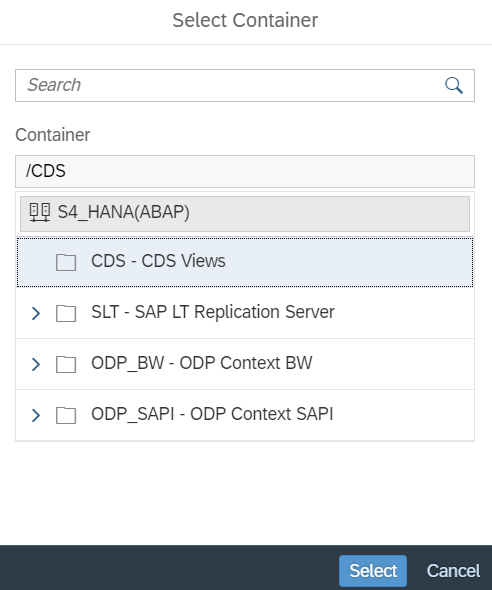 Select Container
Search
Container
/CDS
S4_HANA(ABAP)
CDS - CDS Views
SLT - SAP LT Replication Server
ODP_BW - ODP Context BW
ODP_SAPI - ODP Context SAPI
Select Cancel